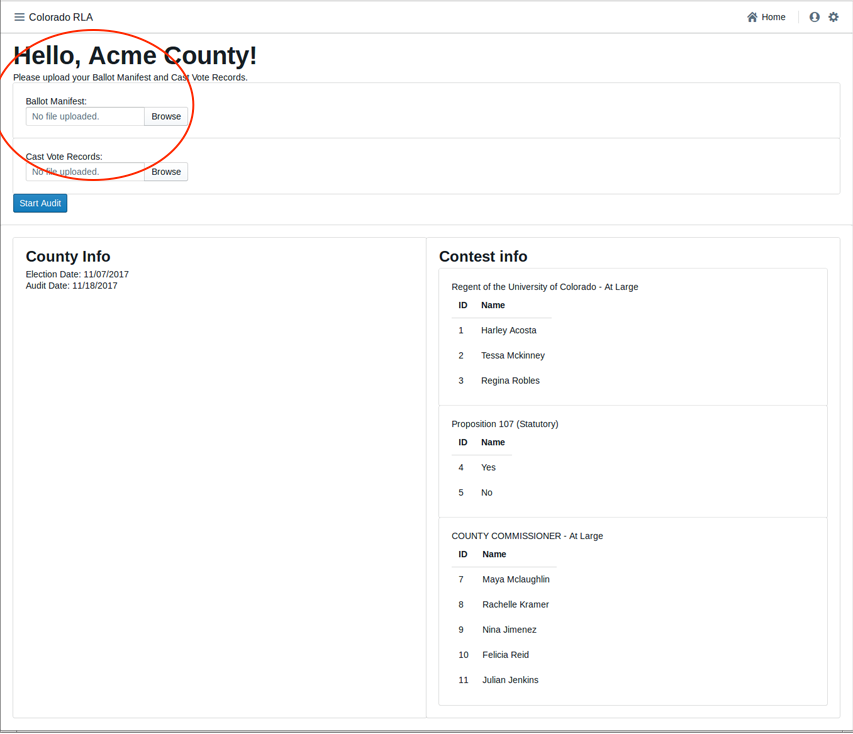 Colorado RLA Home
Hello, Acme County!
Please upload your Ballot Manifest and Cast Vote Records.
Ballot Manifest:
No file uploaded. Browse
Cast Vote Records:
No file uploaded. Browse
Start Audit
County Info
Election Date: 11/07/2017
Audit Date: 11/18/2017
Contest info
Regent of the University of Colorado - At Large
ID Name
1 Harley Acosta
2 Tessa Mckinney
3 Regina Robles
Proposition 107 (Statutory)
ID Name
4 Yes
5 No
COUNTY COMMISSIONER - At Large
ID Name
7 Maya Mclaughlin
8 Rachelle Kramer
9 Nina Jimenez
10 Felicia Reid
11 Julian Jenkins